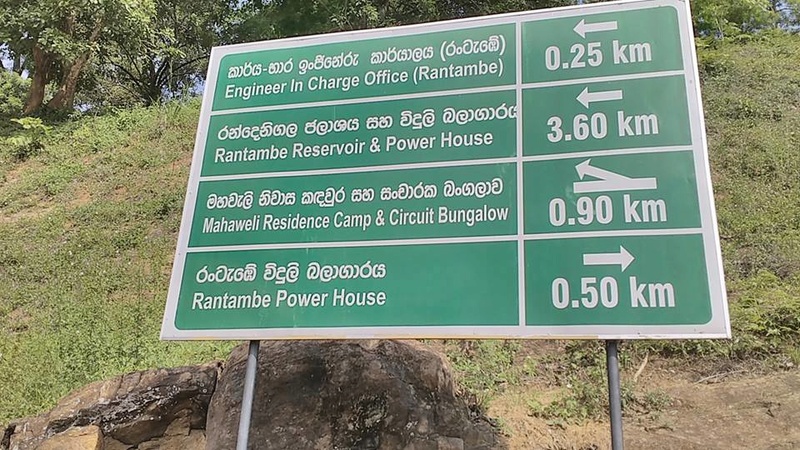 කාර්ය-භාර ඉංජිනේරු කාර්යාලය (රංටැඹේ)
Engineer In Charge Office (Rantambe)
0.25 km
රන්දෙනිගල ජලාශය සහ විදුලි බලාගාරය
Rantambe Reservoir & Power House
3.60 km
මහවැලි නිවාස කඳවුර සහ සංචාරක බංගලාව
Mahaweli Residence Camp & Circuit Bungalow
0.90 km
රංටැඹේ විදුලි බලාගාරය
Rantambe Power House
0.50 km